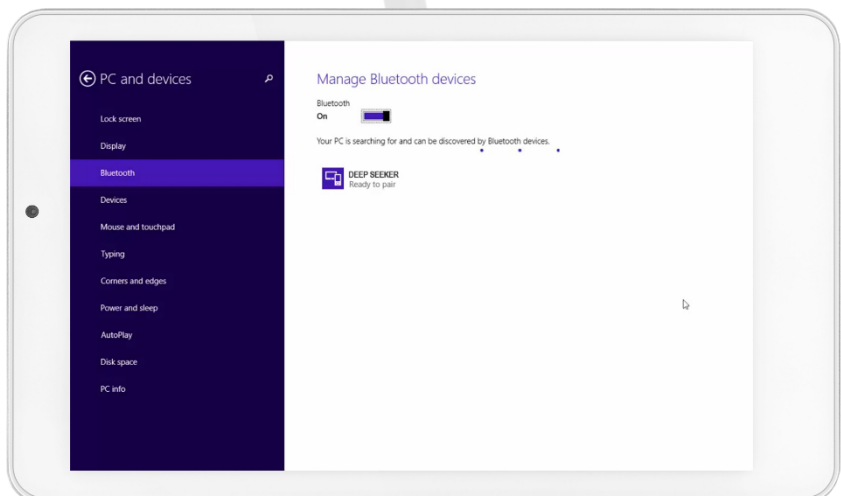 PC and devices
Lock screen
Display
Bluetooth
Devices
Mouse and touchpad
Typing
Corners and edges
Power and sleep
AutoPlay
Disk space
PC info
Manage Bluetooth devices
Bluetooth
On
Your PC is searching for and can be discovered by Bluetooth devices.
DEEP SEEKER
Ready to pair